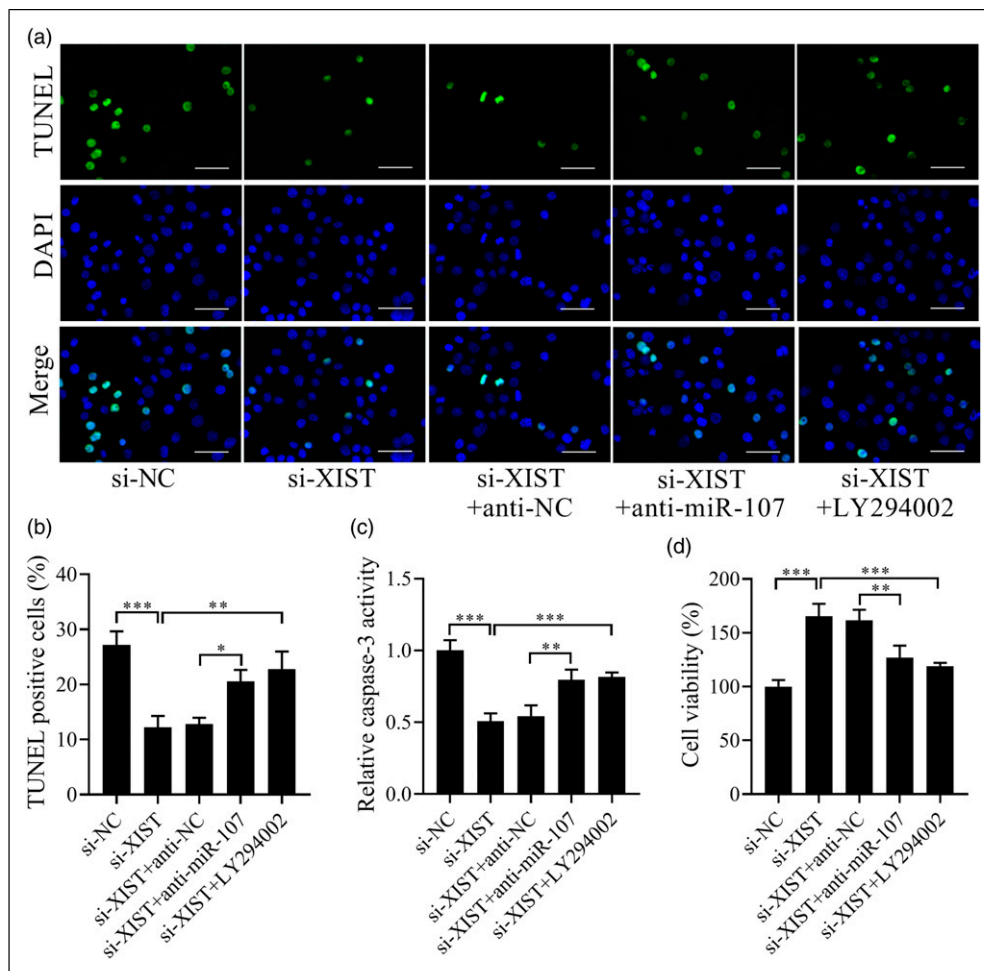 (a)
TUNEL
DAPI
Merge
si-NC
si-XIST
si-XIST
+anti-NC
si-XIST
+anti-miR-107
si-XIST
+LY294002
(b)
TUNEL positive cells (%)
40
30
20
10
0
***
**
*
si-NC
si-XIST
si-XIST+anti-NC
si-XIST+anti-miR-107
si-XIST+LY294002
(c)
Relative caspase-3 activity
1.5
1.0
0.5
0.0
***
***
**
si-NC
si-XIST
si-XIST+anti-NC
si-XIST+anti-miR-107
si-XIST+LY294002
(d)
Cell viability (%)
200
150
100
50
0
***
***
**
si-NC
si-XIST
si-XIST+anti-NC
si-XIST+anti-miR-107
si-XIST+LY294002